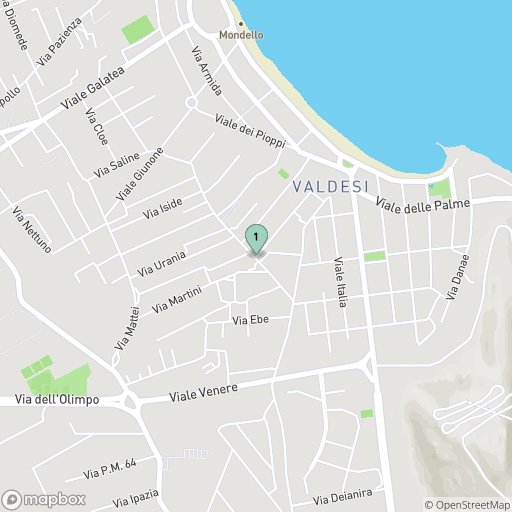 Via Diomede
Via Pazienza
Mondello
Via Armida
Viale Galatea
Via Cloe
Viale dei Pioppi
Via Saline
Viale Giunone
VALDESI
Via Iside
Viale delle Palme
Via Nettuno
1
Via Urania
Viale Italia
Via Danae
Via Martini
Via Mattei
Via Ebe
Viale Venere
Via dell'Olimpo
Via P.M. 64
Via Ipazia
Via Deianira
mapbox
© OpenStreetMap